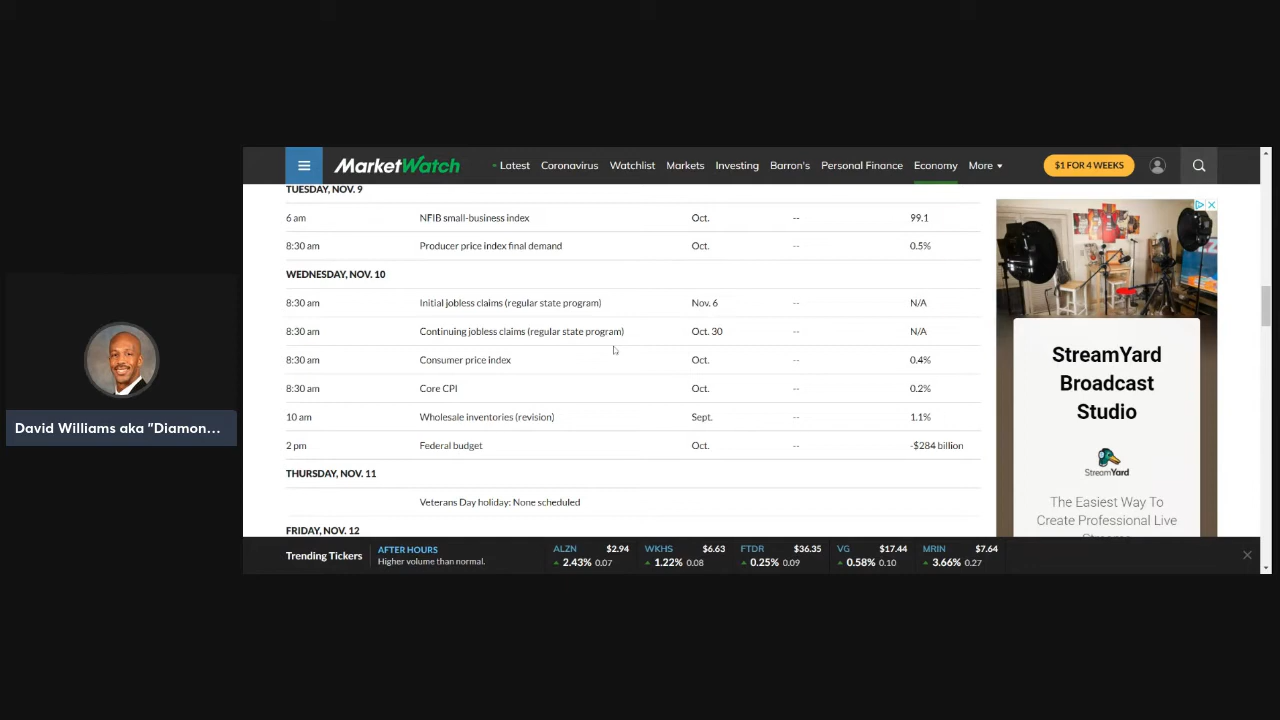 MarketWatch Latest Coronavirus Watchlist Markets Investing Barron's Personal Finance Economy More $1 FOR 4 WEEKS
TUESDAY, NOV. 9
6 am NFIB small-business index Oct. -- 99.1
8:30 am Producer price index final demand Oct. -- 0.5%
WEDNESDAY, NOV. 10
8:30 am Initial jobless claims (regular state program) Nov. 6 -- N/A
8:30 am Continuing jobless claims (regular state program) Oct. 30 -- N/A
8:30 am Consumer price index Oct. -- 0.4%
8:30 am Core CPI Oct. -- 0.2%
10 am Wholesale inventories (revision) Sept. -- 1.1%
2 pm Federal budget Oct. -- -$284 billion
THURSDAY, NOV. 11
Veterans Day holiday: None scheduled
FRIDAY, NOV. 12
StreamYard
Broadcast
Studio
StreamYard
The Easiest Way To
Create Professional Live
Trending Tickers
AFTER HOURS
Higher volume than normal.
ALZN $2.94
2.43% 0.07
WKHS $6.63
1.22% 0.08
FTDR $36.35
0.25% 0.09
VG $17.44
0.58% 0.10
MRIN $7.64
3.66% 0.27
David Williams aka "Diamon...